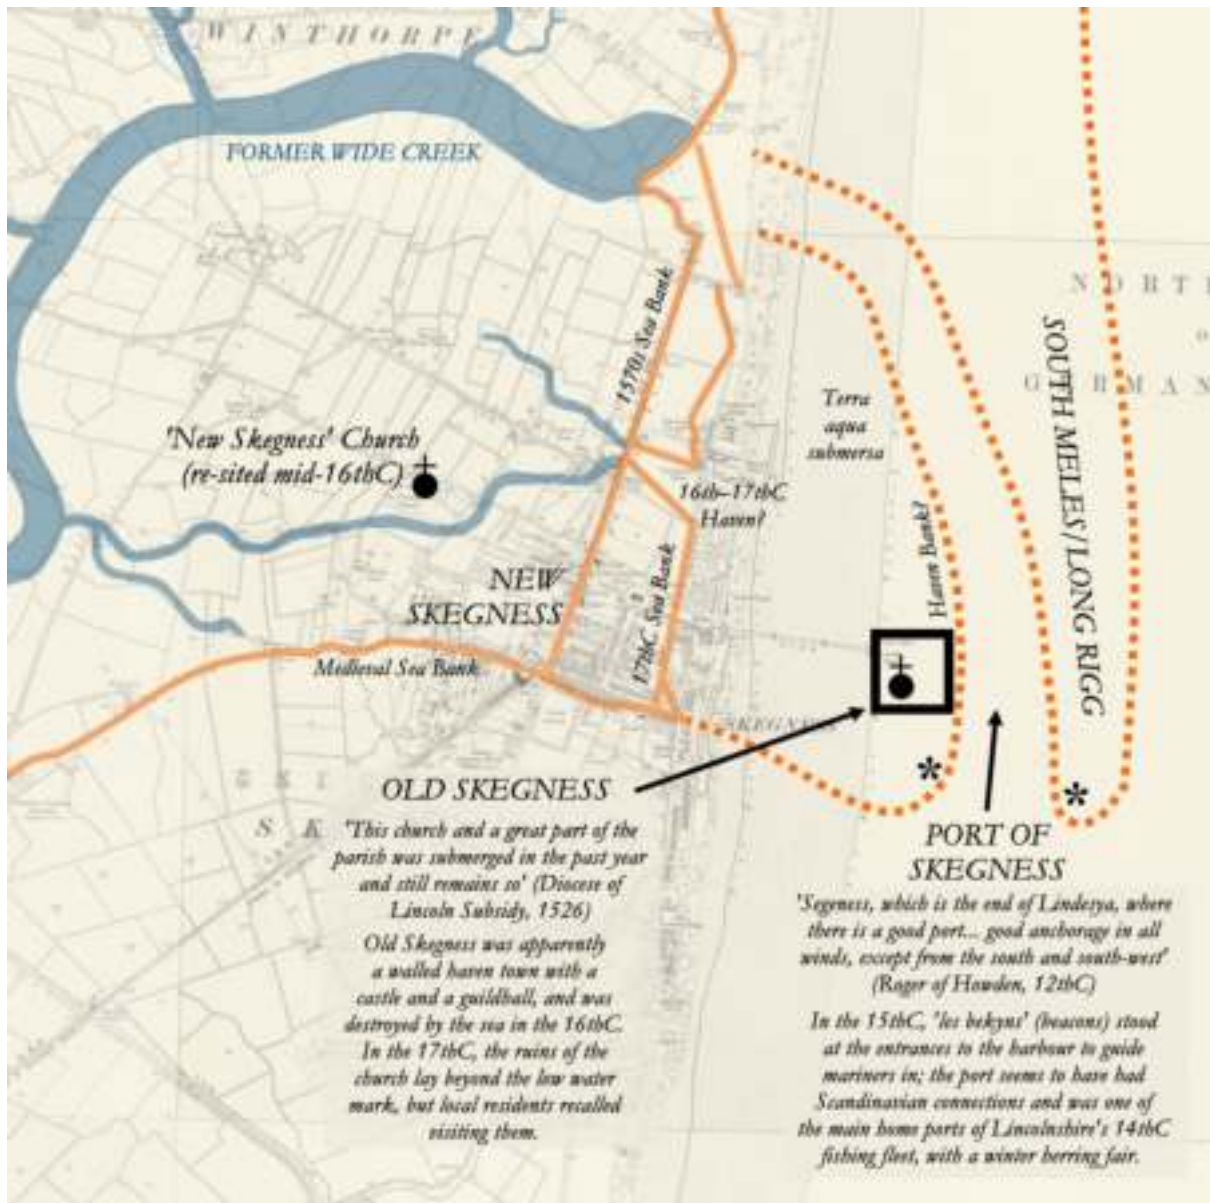 WINTHORPE
FORMER WIDE CREEK
NORTH
GERMAN
1570s Sea Bank
SOUTH MELES/LONG RIGG
Terra
aqua
submersa
'New Skegness' Church
(re-sited mid-16thC)
16th–17thC
Haven?
Haven Bank?
NEW
SKEGNESS
17thC Sea Bank
Medieval Sea Bank
SKEGNESS
OLD SKEGNESS
'This church and a great part of the
parish was submerged in the past year
and still remains so' (Diocese of
Lincoln Subsidy, 1526)
Old Skegness was apparently
a walled haven town with a
castle and a guildhall, and was
destroyed by the sea in the 16thC.
In the 17thC, the ruins of the
church lay beyond the low water
mark, but local residents recalled
visiting them.
*
*
PORT OF
SKEGNESS
'Segeness, which is the end of Lindesya, where
there is a good port... good anchorage in all
winds, except from the south and south-west'
(Roger of Howden, 12thC)
In the 15thC, 'les bekyns' (beacons) stood
at the entrances to the harbour to guide
mariners in; the port seems to have had
Scandinavian connections and was one of
the main home ports of Lincolnshire's 14thC
fishing fleet, with a winter herring fair.
S K